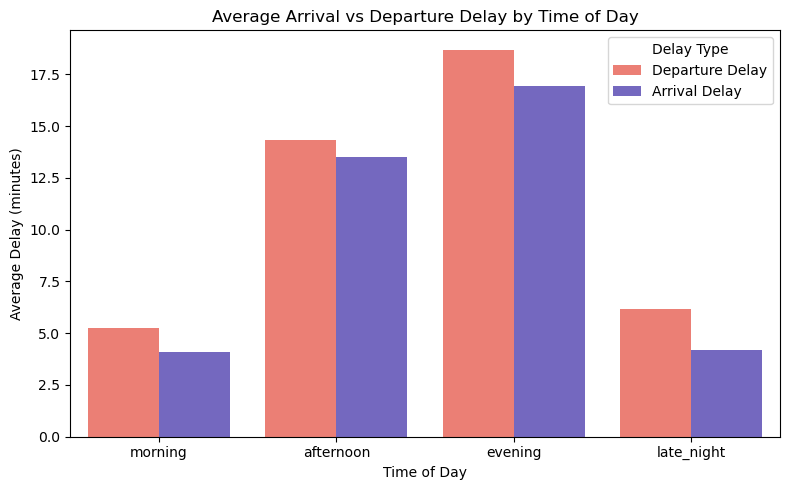 Average Arrival vs Departure Delay by Time of Day
Delay Type
Departure Delay
Arrival Delay
Average Delay (minutes)
17.5
15.0
12.5
10.0
7.5
5.0
2.5
0.0
morning afternoon evening late_night
Time of Day